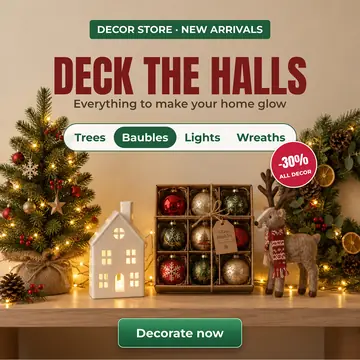 DECOR STORE · NEW ARRIVALS
DECK THE HALLS
Everything to make your home glow
Trees Baubles Lights Wreaths
-30%
ALL DECOR
Decorate now